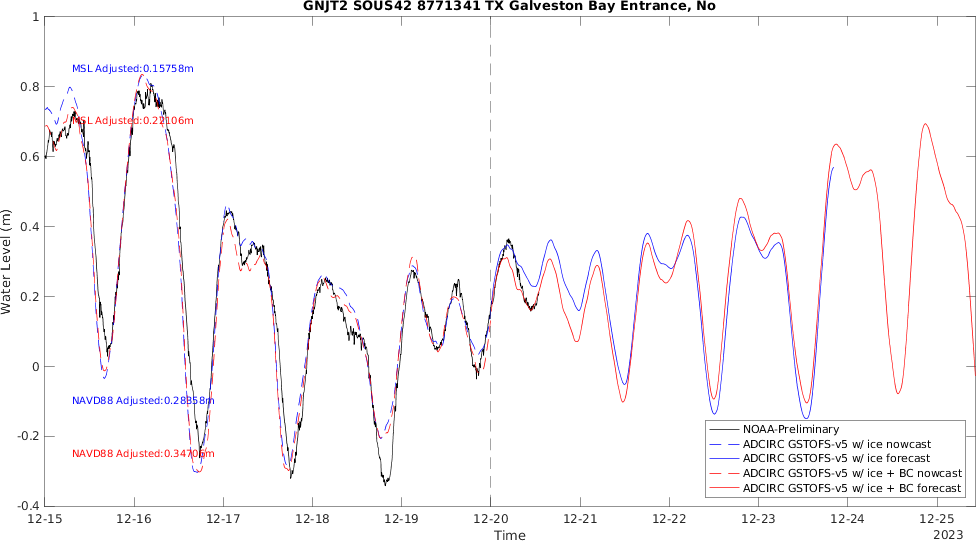 GNJT2 SOUS42 8771341 TX Galveston Bay Entrance, No
Water Level (m)
1
0.8
0.6
0.4
0.2
0
-0.2
-0.4
MSL Adjusted:0.15758m
MSL Adjusted:0.22106m
NAVD88 Adjusted:0.28358m
NAVD88 Adjusted:0.34706m
NOAA-Preliminary
ADCIRC GSTOFS-v5 w/ ice nowcast
ADCIRC GSTOFS-v5 w/ ice forecast
ADCIRC GSTOFS-v5 w/ ice + BC nowcast
ADCIRC GSTOFS-v5 w/ ice + BC forecast
12-15 12-16 12-17 12-18 12-19 12-20 12-21 12-22 12-23 12-24 12-25
Time
2023